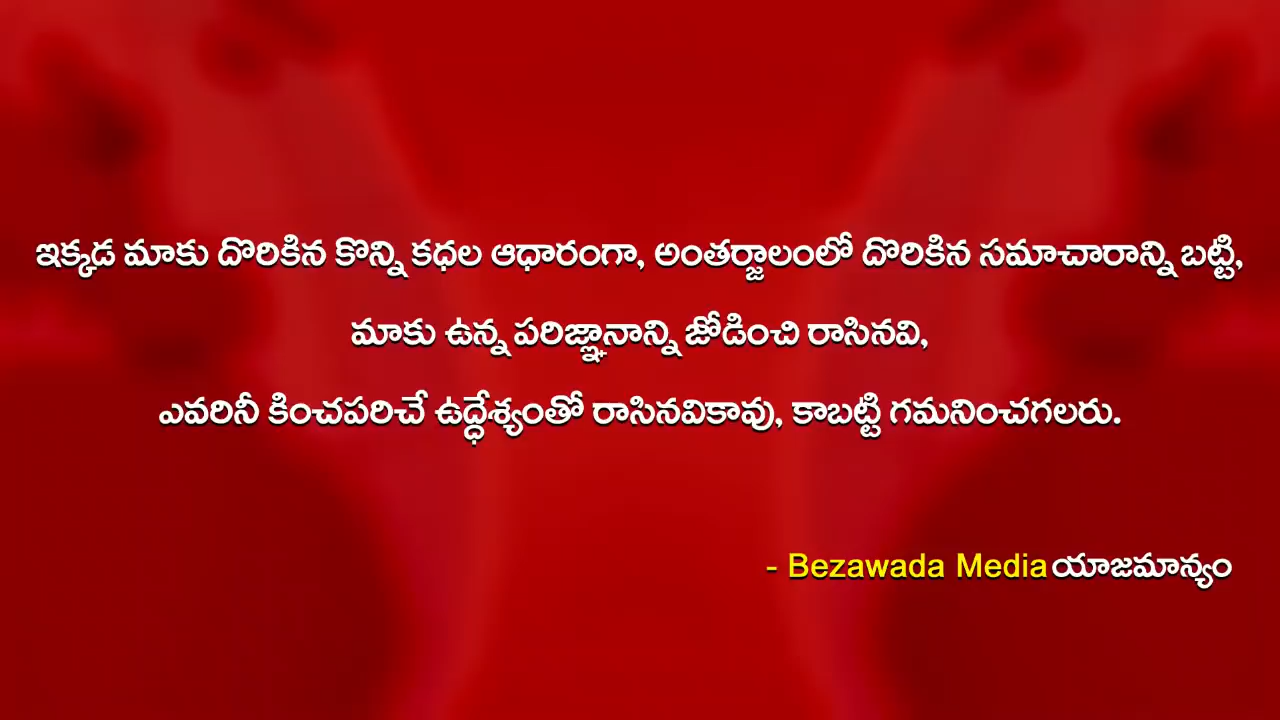 ఇక్కడ మాకు దొరికిన కొన్ని కధల ఆధారంగా, అంతర్జాలంలో దొరికిన సమాచారాన్ని బట్టి,
మాకు ఉన్న పరిజ్ఞానాన్ని జోడించి రాసినవి,
ఎవరినీ కించపరిచే ఉద్ధేశ్యంతో రాసినవికావు, కాబట్టి గమనించగలరు.
- Bezawada Media యాజమాన్యం